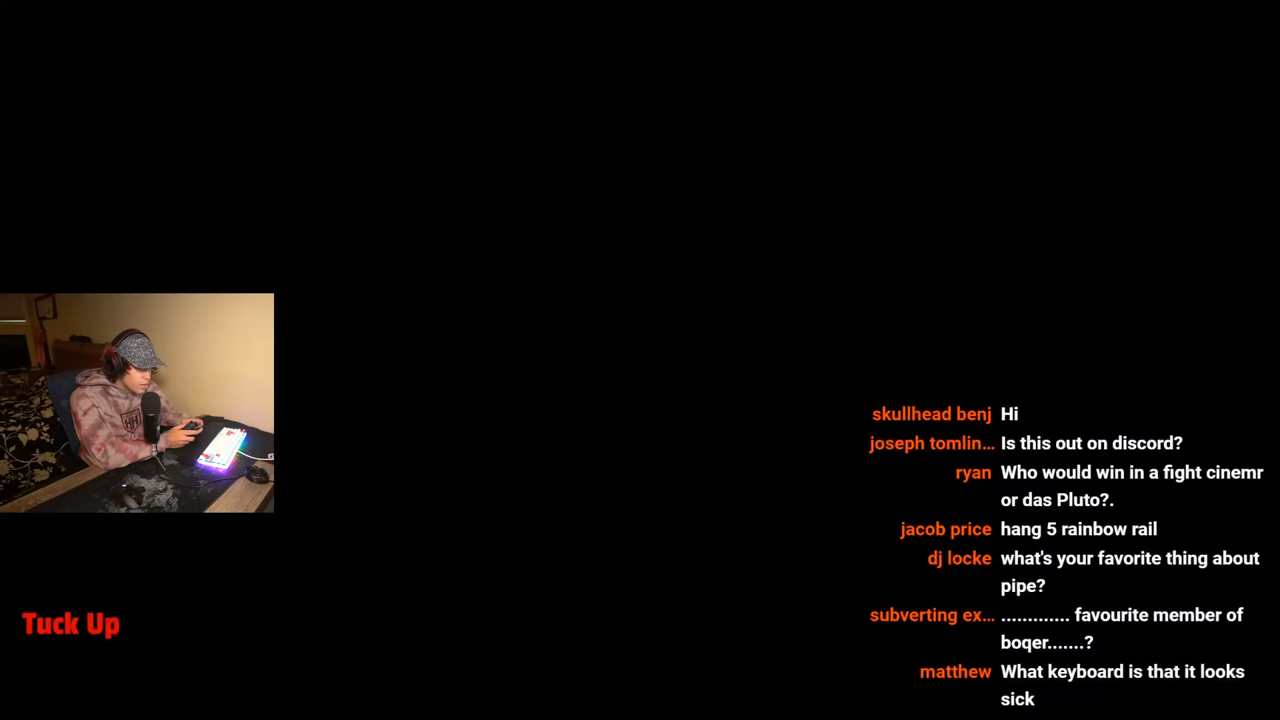 skullhead benj Hi
joseph tomlin... Is this out on discord?
ryan Who would win in a fight cinemr
or das Pluto?.
jacob price hang 5 rainbow rail
dj locke what's your favorite thing about
pipe?
subverting ex... ............. favourite member of
boqer.......?
matthew What keyboard is that it looks
sick
Tuck Up
HH